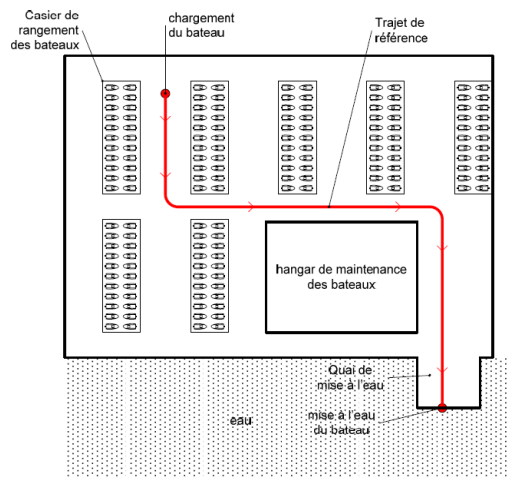 Casier de
rangement
des bateaux
chargement
du bateau
Trajet de
référence
hangar de maintenance
des bateaux
Quai de
mise à l'eau
eau
mise à l'eau
du bateau